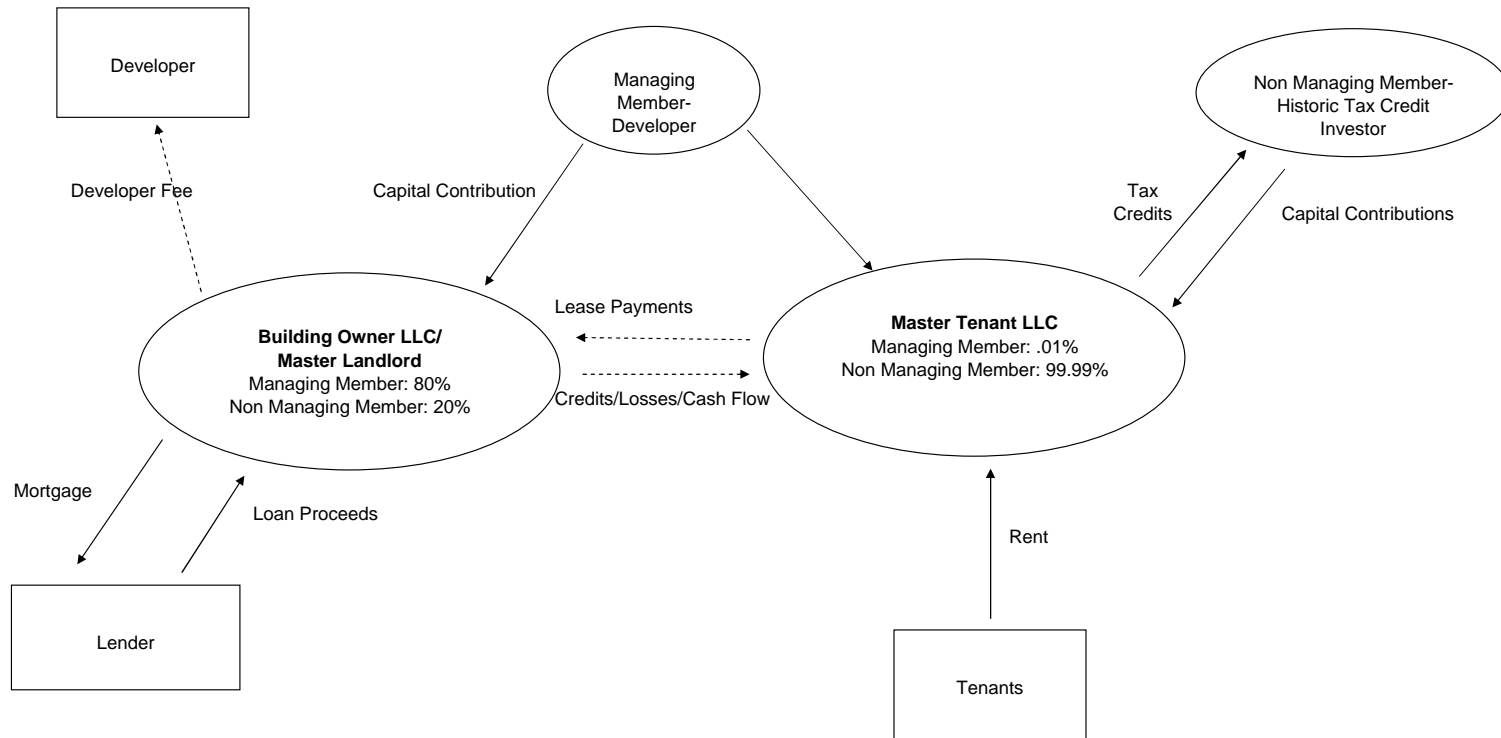 Developer
Managing
Member-
Developer
Non Managing Member-
Historic Tax Credit
Investor
Developer Fee
Capital Contribution
Tax
Credits
Capital Contributions
Lease Payments
Building Owner LLC/
Master Landlord
Managing Member: 80%
Non Managing Member: 20%
Master Tenant LLC
Managing Member: .01%
Non Managing Member: 99.99%
Credits/Losses/Cash Flow
Mortgage
Loan Proceeds
Rent
Lender
Tenants